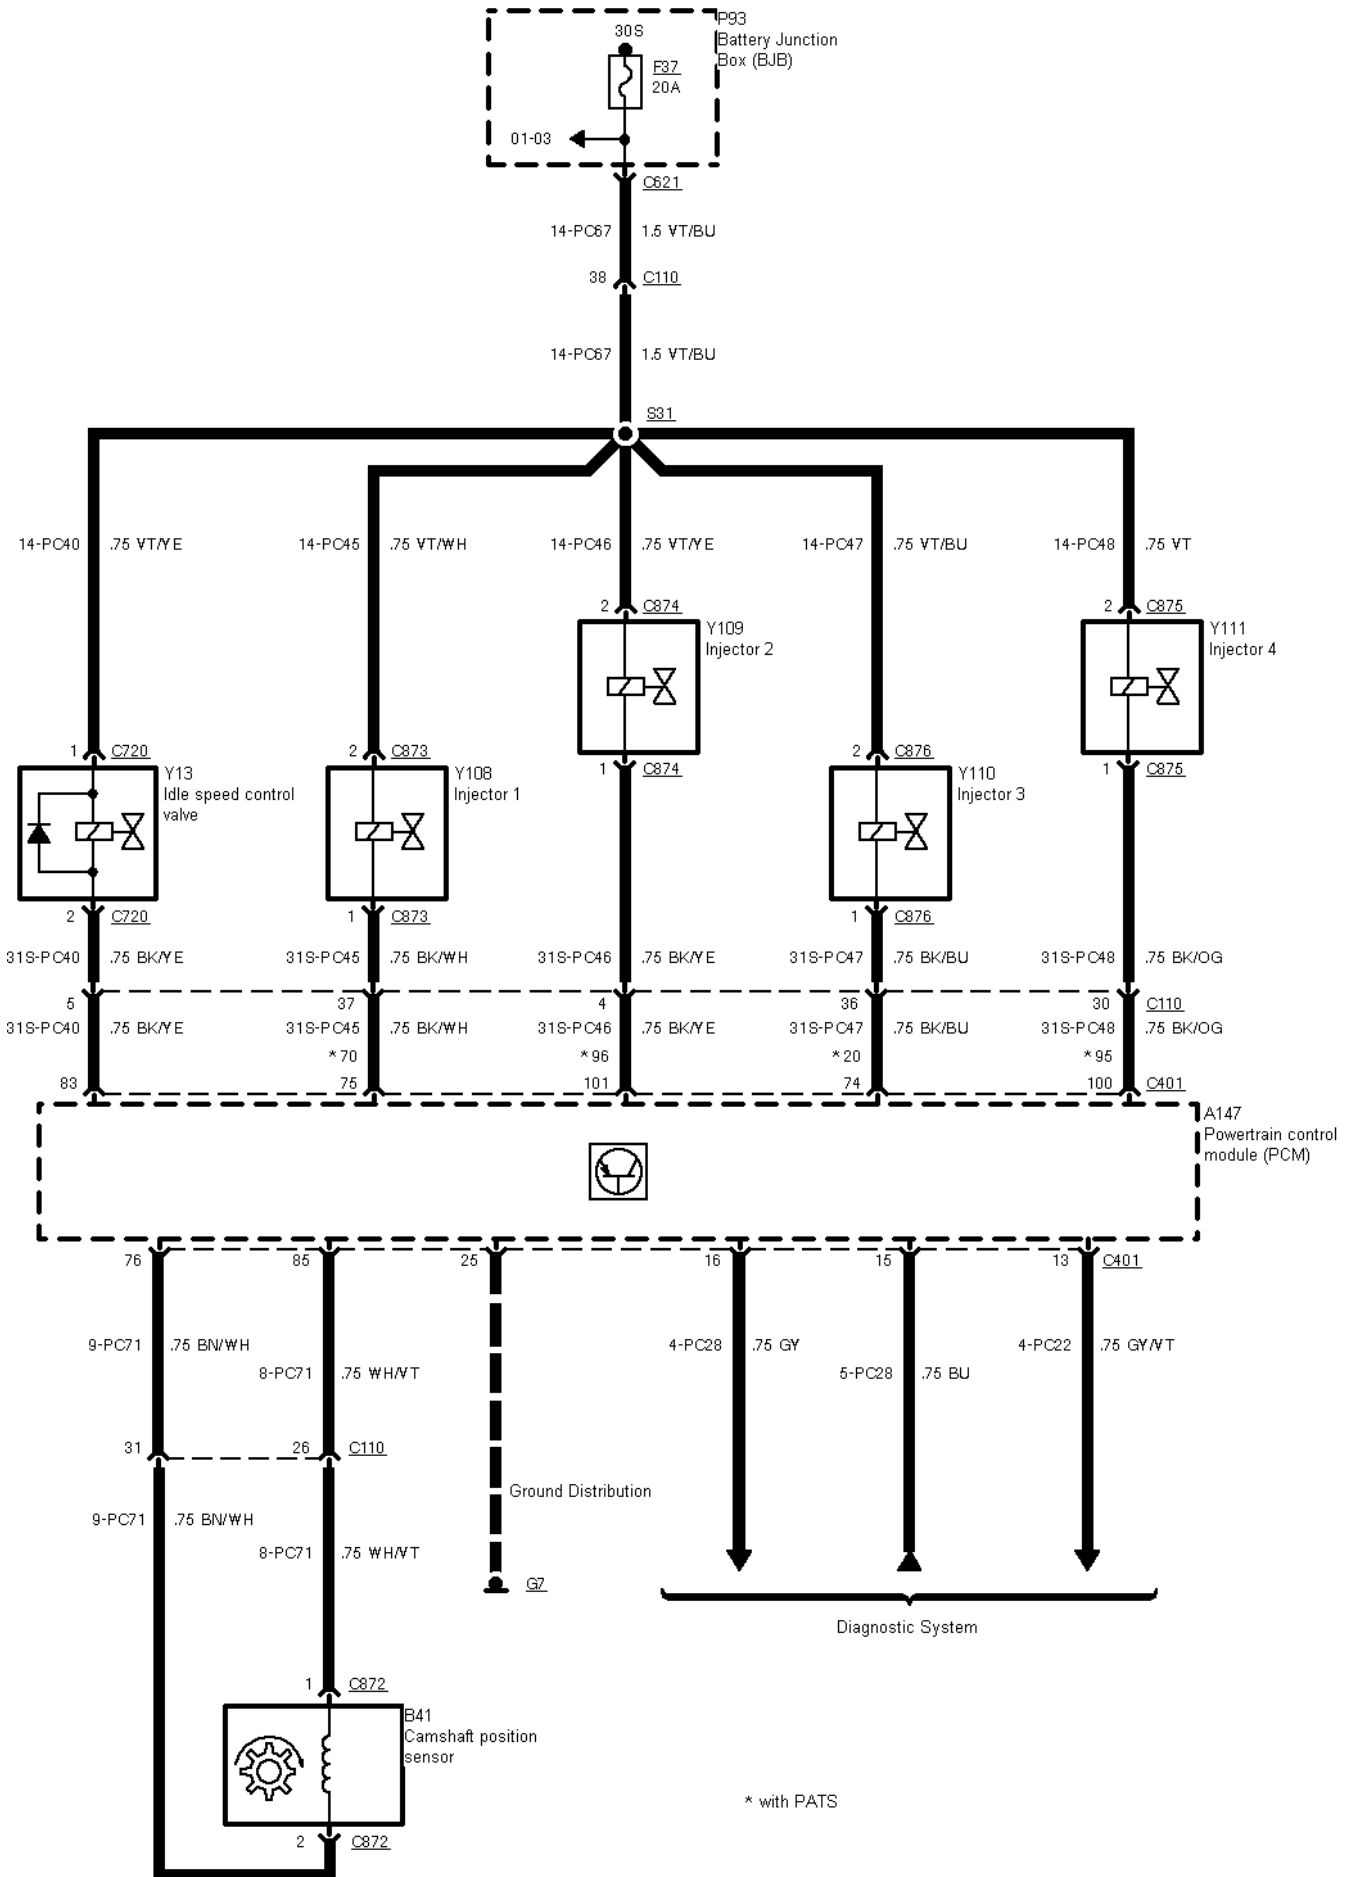 P93
30S
Battery Junction
Box (BJB)
F37
20A
01-03
C621
14-PC67 1.5 VT/BU
38 C110
14-PC67 1.5 VT/BU
S31
14-PC40 .75 VT/YE 14-PC45 .75 VT/WH 14-PC46 .75 VT/YE 14-PC47 .75 VT/BU 14-PC48 .75 VT
2 C874 2 C875
Y109 Y111
Injector 2 Injector 4
1 C720 2 C873 2 C876
1 C874 1 C875
Y13 Y108 Y110
Idle speed control Injector 1 Injector 3
valve
2 C720 1 C873 1 C876
31S-PC40 .75 BK/YE 31S-PC45 .75 BK/WH 31S-PC46 .75 BK/YE 31S-PC47 .75 BK/BU 31S-PC48 .75 BK/OG
5 37 4 36 30 C110
31S-PC40 .75 BK/YE 31S-PC45 .75 BK/WH 31S-PC46 .75 BK/YE 31S-PC47 .75 BK/BU 31S-PC48 .75 BK/OG
*70 *96 *20 *95
83 75 101 74 100 C401
A147
Powertrain control
module (PCM)
76 85 25 16 15 13 C401
9-PC71 .75 BN/WH 4-PC28 .75 GY 4-PC22 .75 GY/VT
8-PC71 .75 WH/VT 5-PC28 .75 BU
31 26 C110
Ground Distribution
9-PC71 .75 BN/WH
8-PC71 .75 WH/VT
G7
Diagnostic System
1 C872
B41
Camshaft position
sensor
* with PATS
2 C872